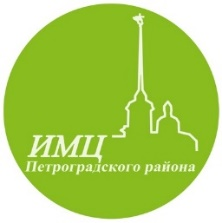 ИМЦ
Петроградского района